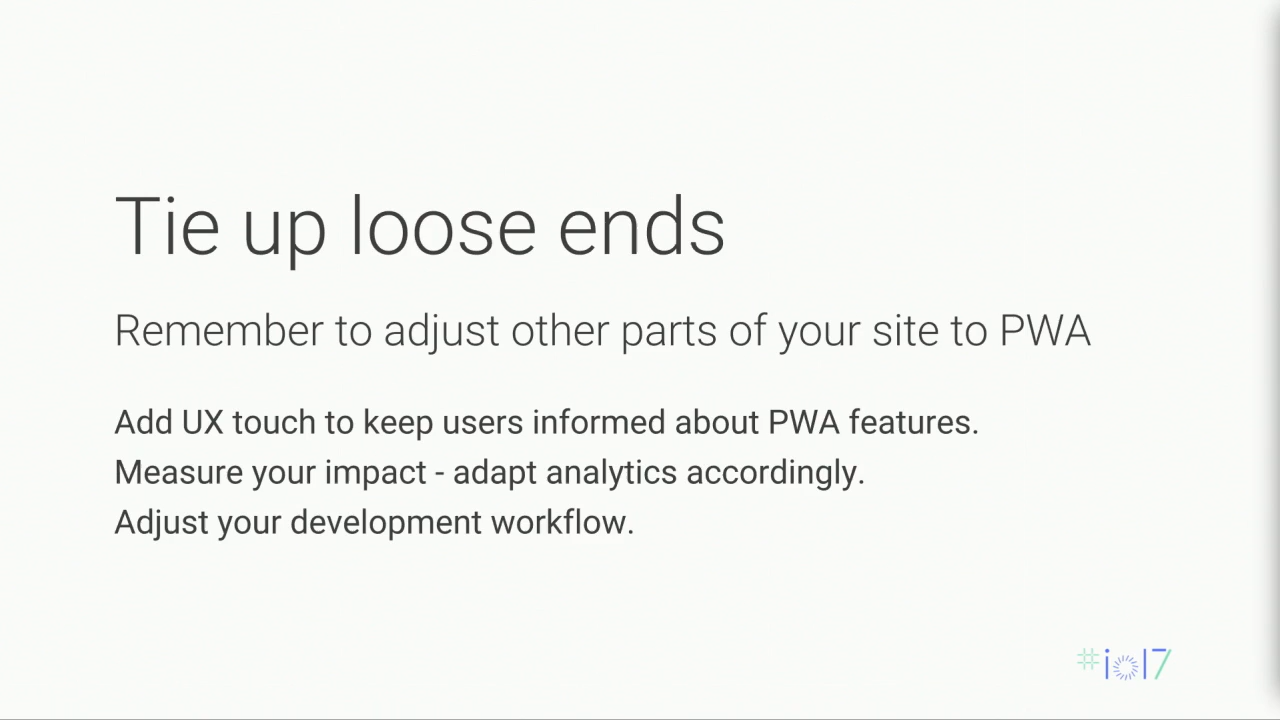 Tie up loose ends
Remember to adjust other parts of your site to PWA
Add UX touch to keep users informed about PWA features.
Measure your impact - adapt analytics accordingly.
Adjust your development workflow.
#io17